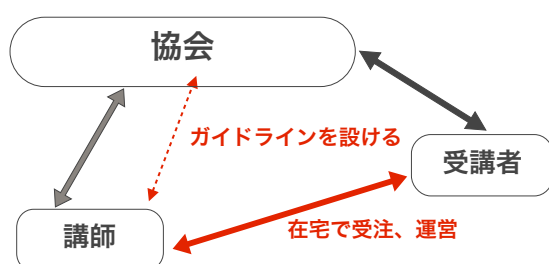 協会
ガイドラインを設ける
受講者
講師
在宅で受注、運営